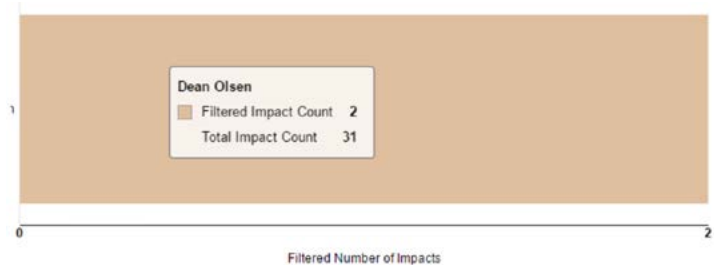 Dean Olsen
Filtered Impact Count 2
Total Impact Count 31
0 2
Filtered Number of Impacts